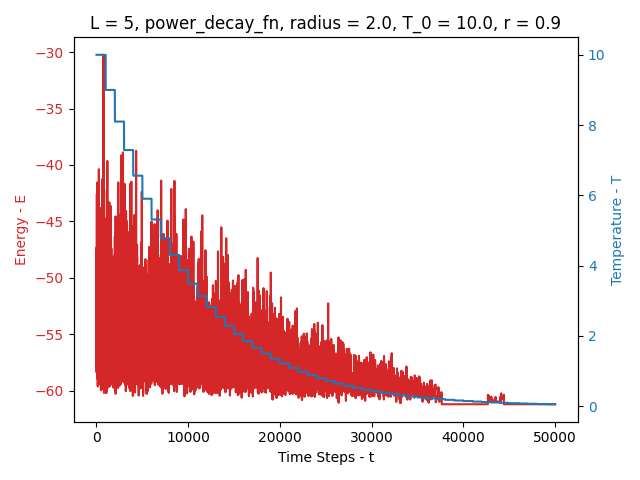 L = 5, power_decay_fn, radius = 2.0, T_0 = 10.0, r = 0.9
−30
−35
−40
−45
−50
−55
−60
Energy - E
10
8
6
4
2
0
Temperature - T
0 10000 20000 30000 40000 50000
Time Steps - t